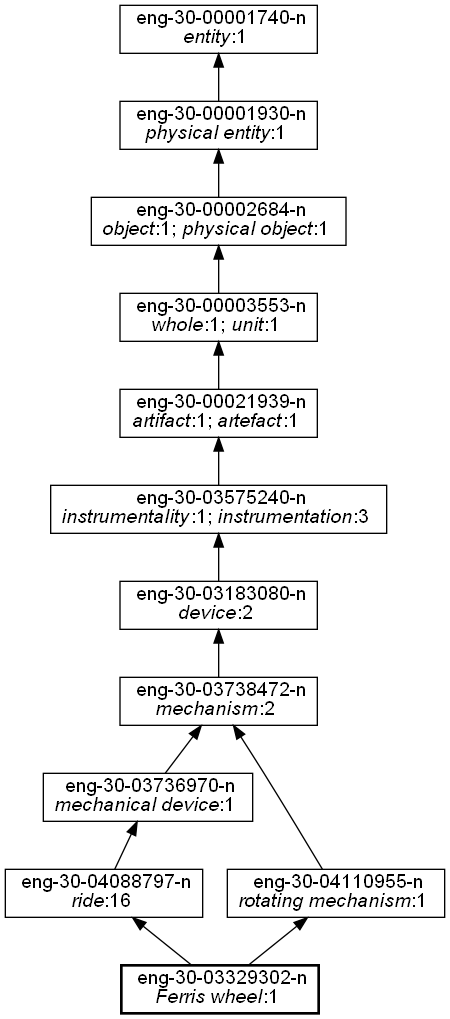 eng-30-00001740-n
entity:1
eng-30-00001930-n
physical entity:1
eng-30-00002684-n
object:1; physical object:1
eng-30-00003553-n
whole:1; unit:1
eng-30-00021939-n
artifact:1; artefact:1
eng-30-03575240-n
instrumentality:1; instrumentation:3
eng-30-03183080-n
device:2
eng-30-03738472-n
mechanism:2
eng-30-03736970-n
mechanical device:1
eng-30-04088797-n
ride:16
eng-30-04110955-n
rotating mechanism:1
eng-30-03329302-n
Ferris wheel:1